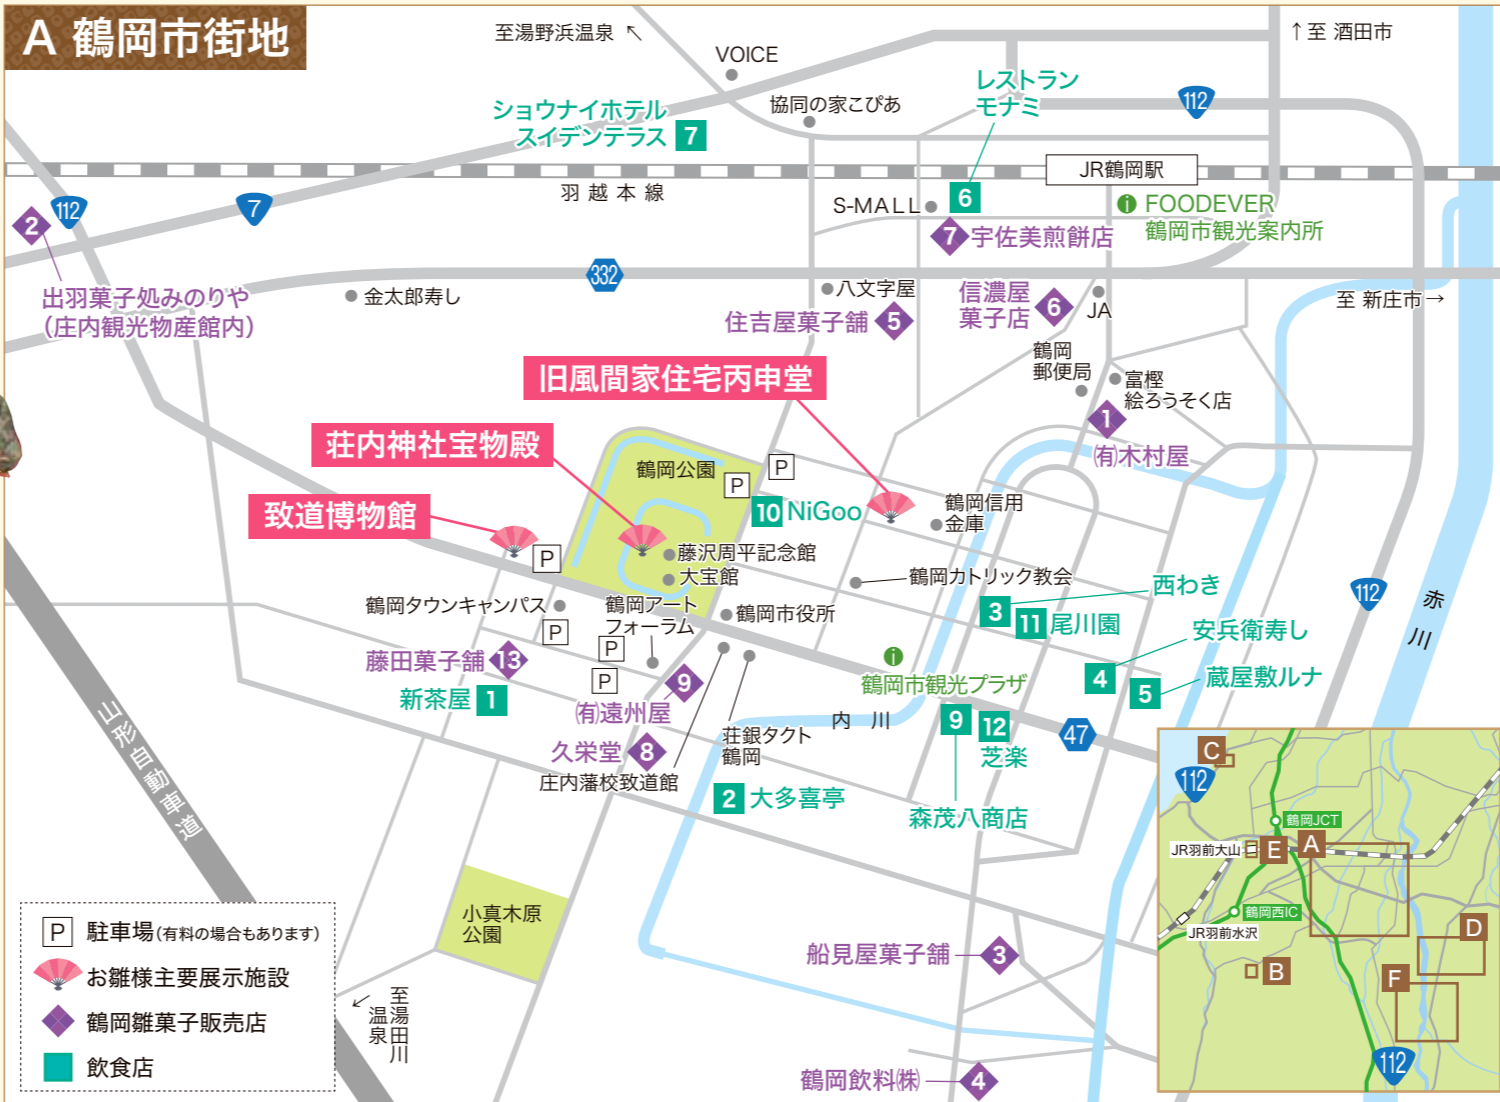 A 鶴岡市街地
至湯野浜温泉 ↖
VOICE
↑至 酒田市
協同の家こぴあ
レストラン
モナミ
112
ショウナイホテル
スイデンテラス 7
JR鶴岡駅
羽越本線
S-MALL
6
i FOODEVER
鶴岡市観光案内所
7 宇佐美煎餅店
2
112
7
332
出羽菓子処みのりや
(庄内観光物産館内)
金太郎寿し
八文字屋
住吉屋菓子舗 5
信濃屋
菓子店 6
JA
至 新庄市→
鶴岡
郵便局
富樫
絵ろうそく店
1
㈲木村屋
旧風間家住宅丙申堂
荘内神社宝物殿
致道博物館
鶴岡公園
P
P
10 NiGoo
鶴岡信用
金庫
P
藤沢周平記念館
大宝館
鶴岡カトリック教会
鶴岡タウンキャンパス
鶴岡アート
フォーラム
鶴岡市役所
3
西わき
11 尾川園
安兵衛寿し
4
5
蔵屋敷ルナ
112
赤川
P
P
P
藤田菓子舗 13
新茶屋 1
9
㈲遠州屋
久栄堂 8
i
鶴岡市観光プラザ
内川
9
12
芝楽
47
荘銀タクト
鶴岡
庄内藩校致道館
2 大多喜亭
森茂八商店
山形自動車道
小真木原
公園
船見屋菓子舗 3
鶴岡飲料㈱ 4
↙至湯田川
温泉
P 駐車場(有料の場合もあります)
お雛様主要展示施設
鶴岡雛菓子販売店
飲食店
C
112
鶴岡JCT
JR羽前大山
E
A
鶴岡西IC
JR羽前水沢
D
B
F
112